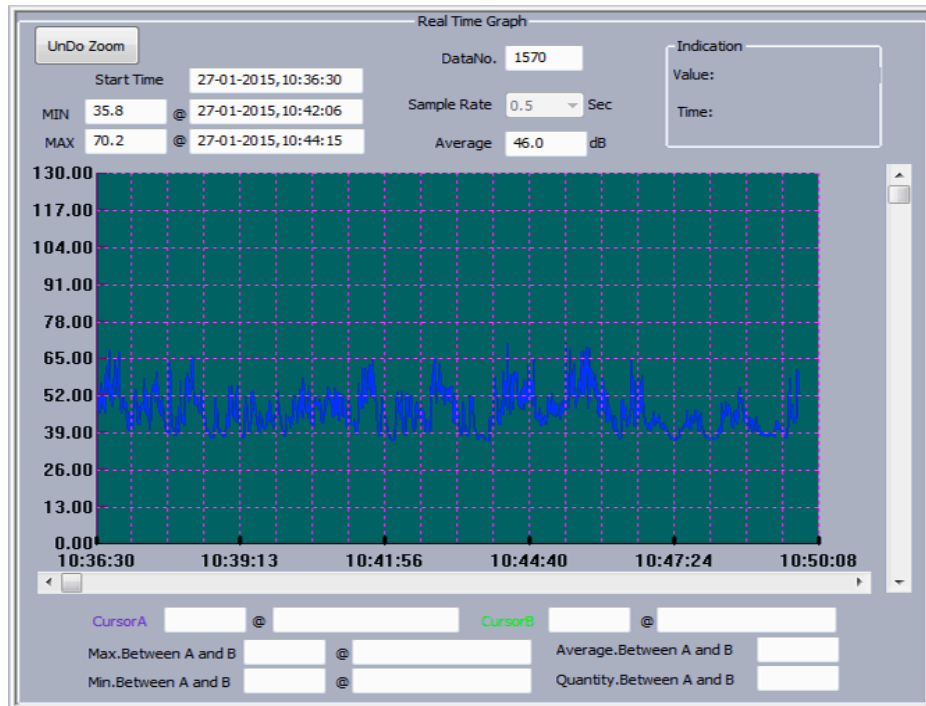 Real Time Graph
UnDo Zoom
DataNo. 1570
Indication
Value:
Start Time 27-01-2015,10:36:30
MIN 35.8 @ 27-01-2015,10:42:06
Sample Rate 0.5 Sec
Time:
MAX 70.2 @ 27-01-2015,10:44:15
Average 46.0 dB
130.00
117.00
104.00
91.00
78.00
65.00
52.00
39.00
26.00
13.00
0.00
10:36:30 10:39:13 10:41:56 10:44:40 10:47:24 10:50:08
CursorA @ CursorB @
Max.Between A and B @ Average.Between A and B
Min.Between A and B @ Quantity.Between A and B